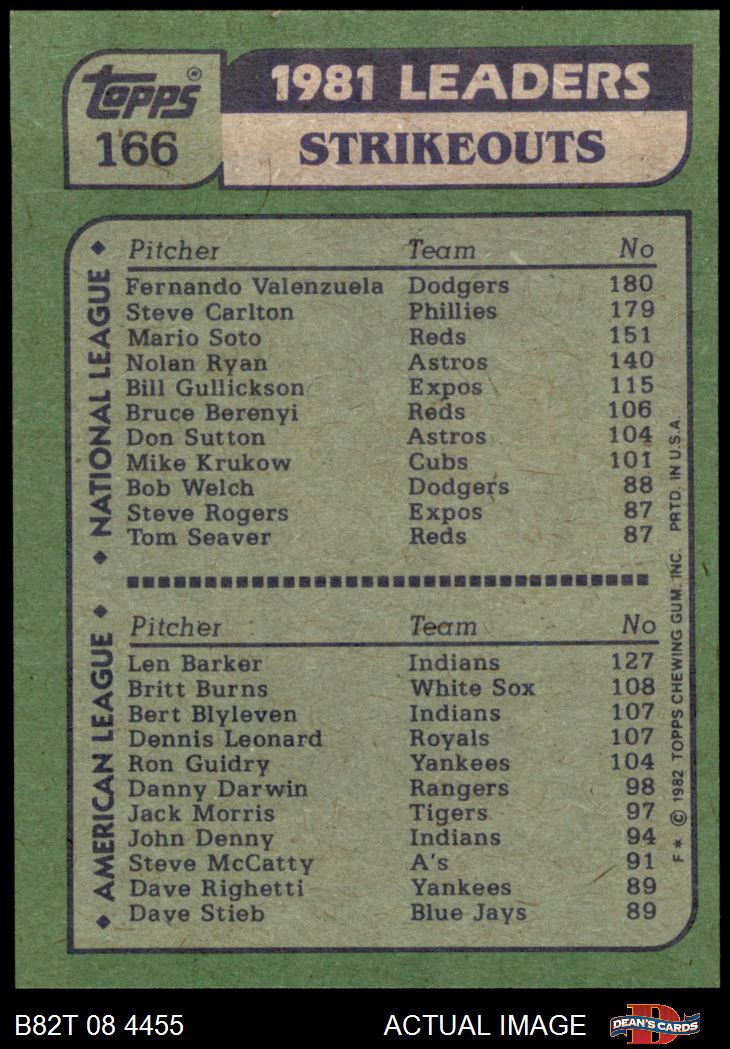 Topps®
166
1981 LEADERS
STRIKEOUTS
NATIONAL LEAGUE
Pitcher Team No
Fernando Valenzuela Dodgers 180
Steve Carlton Phillies 179
Mario Soto Reds 151
Nolan Ryan Astros 140
Bill Gullickson Expos 115
Bruce Berenyi Reds 106
Don Sutton Astros 104
Mike Krukow Cubs 101
Bob Welch Dodgers 88
Steve Rogers Expos 87
Tom Seaver Reds 87
AMERICAN LEAGUE
Pitcher Team No
Len Barker Indians 127
Britt Burns White Sox 108
Bert Blyleven Indians 107
Dennis Leonard Royals 107
Ron Guidry Yankees 104
Danny Darwin Rangers 98
Jack Morris Tigers 97
John Denny Indians 94
Steve McCatty A's 91
Dave Righetti Yankees 89
Dave Stieb Blue Jays 89
F * © 1982 TOPPS CHEWING GUM. INC. PRTD. IN U.S.A.
B82T 08 4455 ACTUAL IMAGE
DEAN'S CARDS